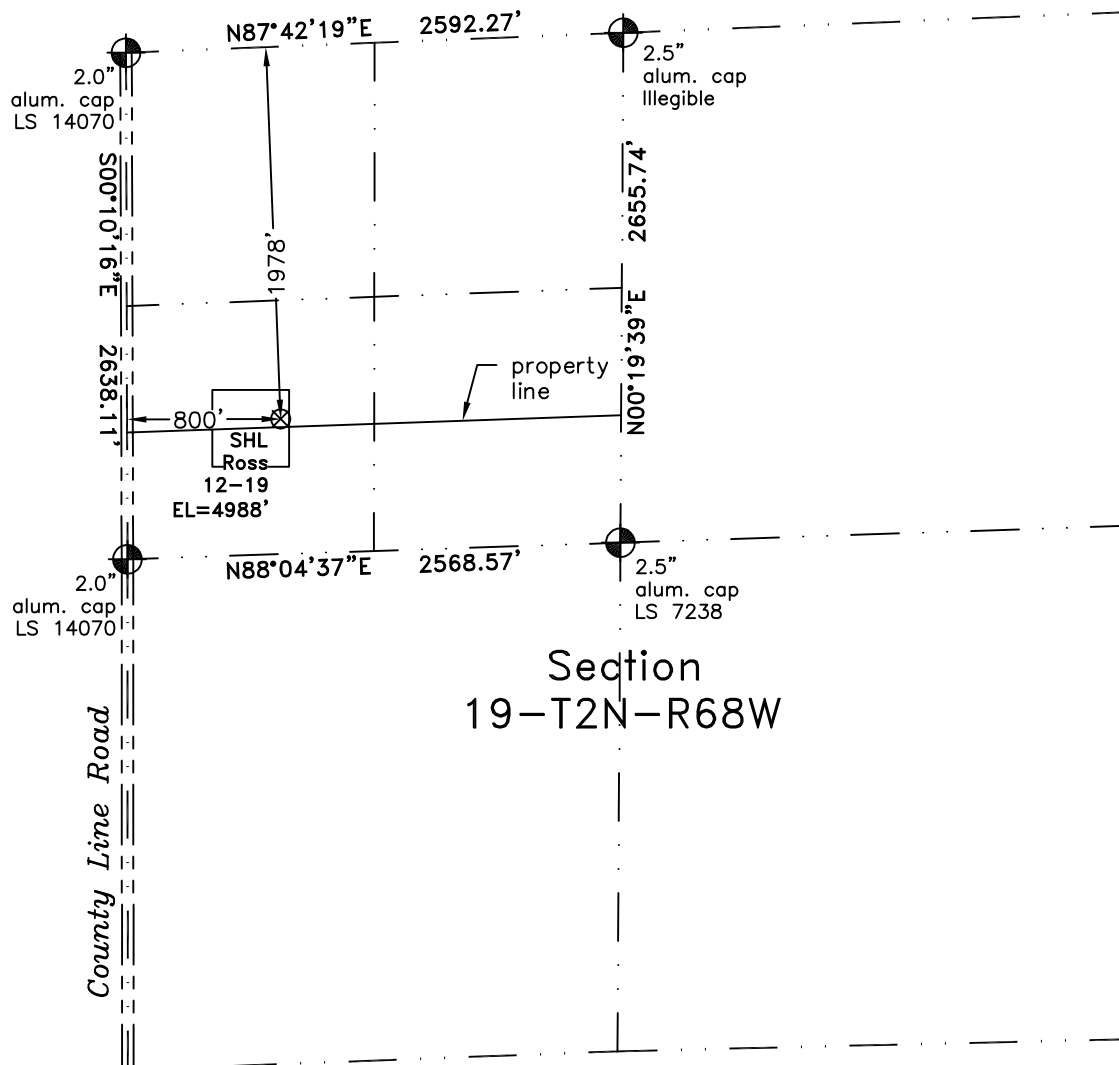 N87°42'19"E 2592.27'
2.0"
alum. cap
LS 14070
2.5"
alum. cap
Illegible
S00°10'16"E 2638.11'
1978'
2655.74'
N00°19'39"E
property
line
800'
SHL
Ross
12-19
EL=4988'
N88°04'37"E 2568.57'
2.0"
alum. cap
LS 14070
2.5"
alum. cap
LS 7238
Section
19-T2N-R68W
County Line Road